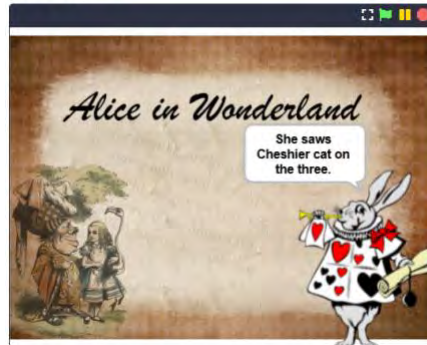 Alice in Wonderland
She saws
Cheshier cat on
the three.